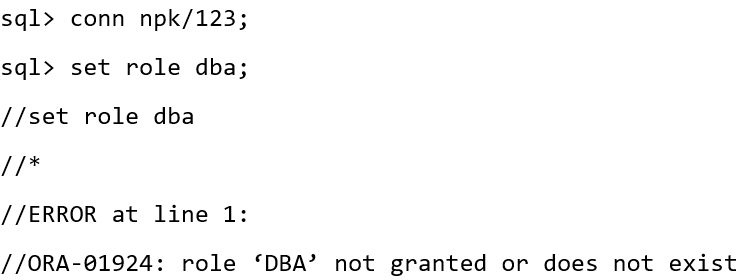 sql> conn npk/123;
sql> set role dba;
//set role dba
//*
//ERROR at line 1:
//ORA-01924: role ‘DBA’ not granted or does not exist